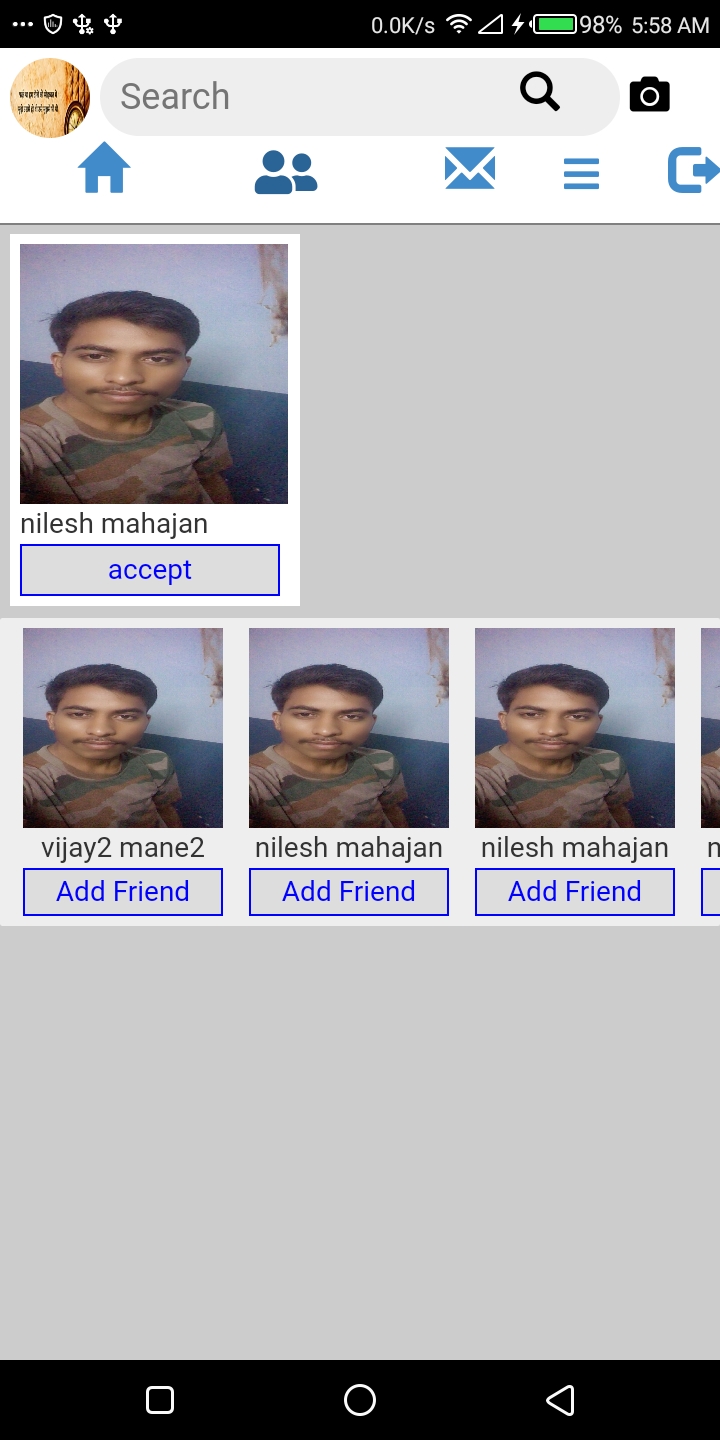 0.0K/s 98% 5:58 AM
Search
nilesh mahajan
accept
vijay2 mane2 nilesh mahajan nilesh mahajan n
Add Friend Add Friend Add Friend